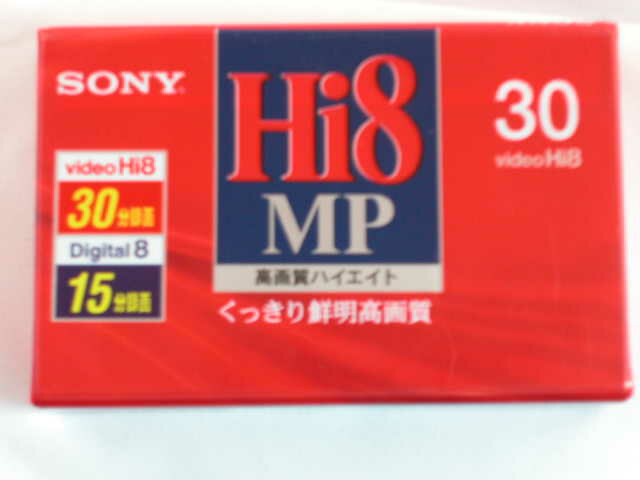 SONY
video Hi8
30分録画
Digital 8
15分録画
Hi8
MP
高画質ハイエイト
くっきり鮮明高画質
30
video Hi8